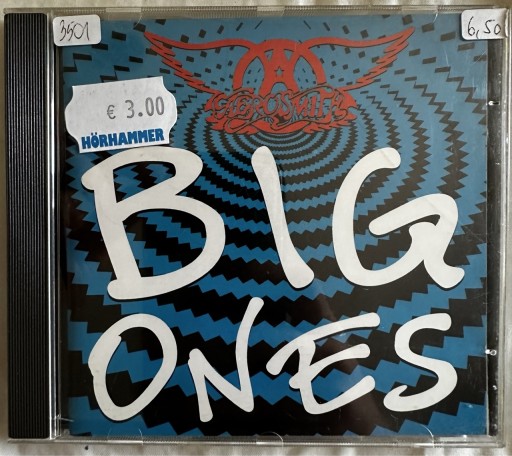 3501
6,50
AEROSMITH
€ 3.00
HÖRHAMMER
BIG
ONES